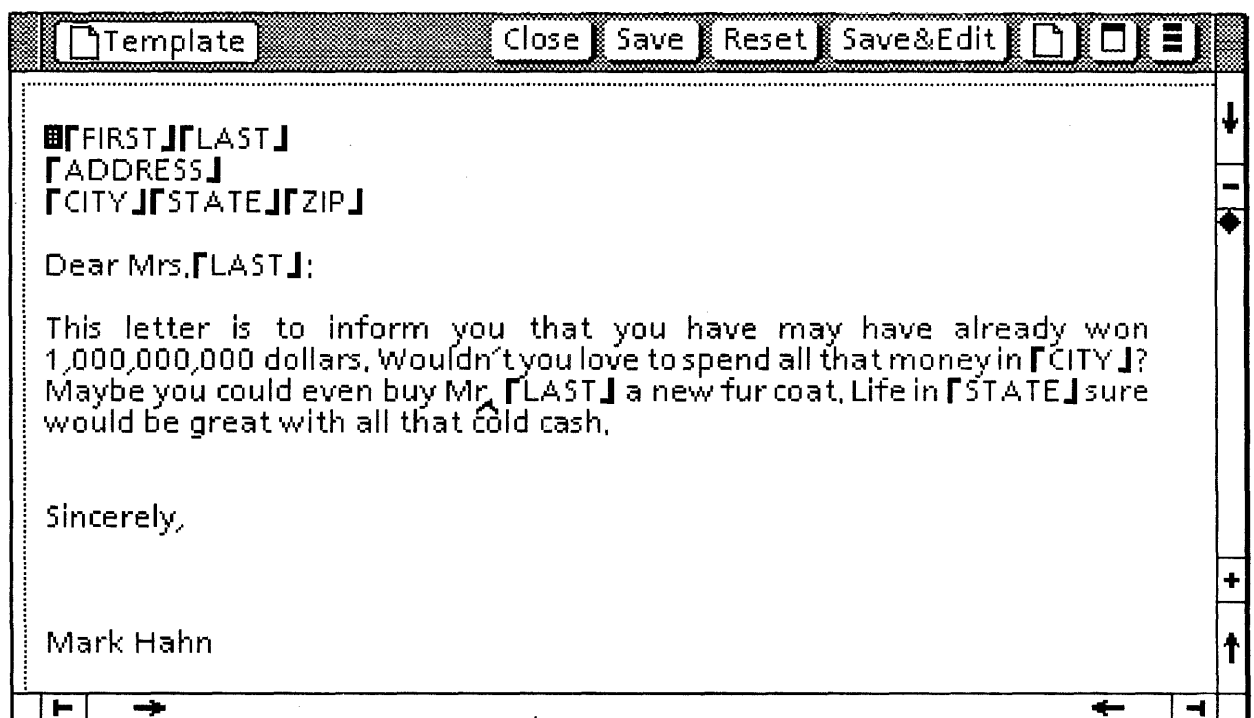 Template Close Save Reset Save&Edit
「FIRST」「LAST」
「ADDRESS」
「CITY」「STATE」「ZIP」
Dear Mrs.「LAST」:
This letter is to inform you that you have may have already won
1,000,000,000 dollars. Wouldn't you love to spend all that money in「CITY」?
Maybe you could even buy Mr.「LAST」 a new fur coat. Life in「STATE」sure
would be great with all that cold cash.
Sincerely,
Mark Hahn